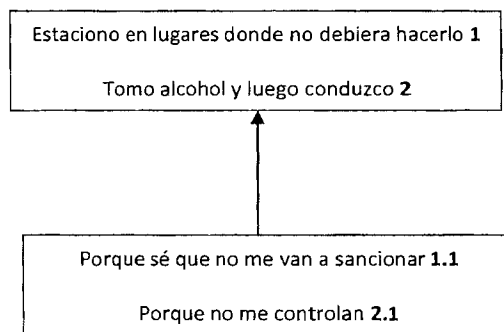 Estaciono en lugares donde no debiera hacerlo 1
Tomo alcohol y luego conduzco 2
Porque sé que no me van a sancionar 1.1
Porque no me controlan 2.1